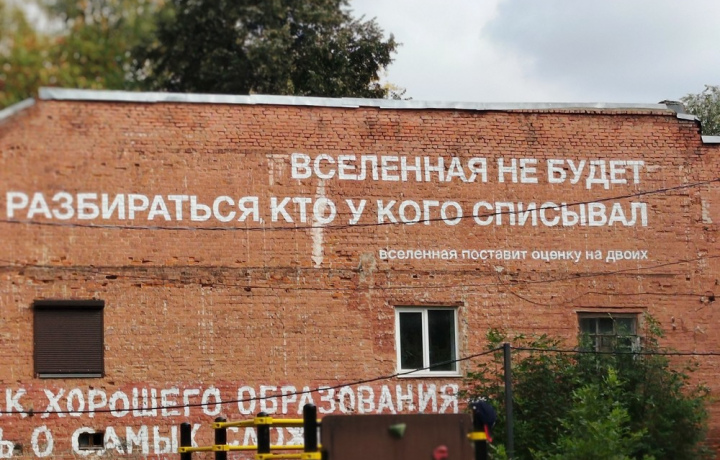 ВСЕЛЕННАЯ НЕ БУДЕТ
РАЗБИРАТЬСЯ, КТО У КОГО СПИСЫВАЛ
вселенная поставит оценку на двоих
ХОРОШЕГО ОБРАЗОВАНИЯ
О САМЫХ